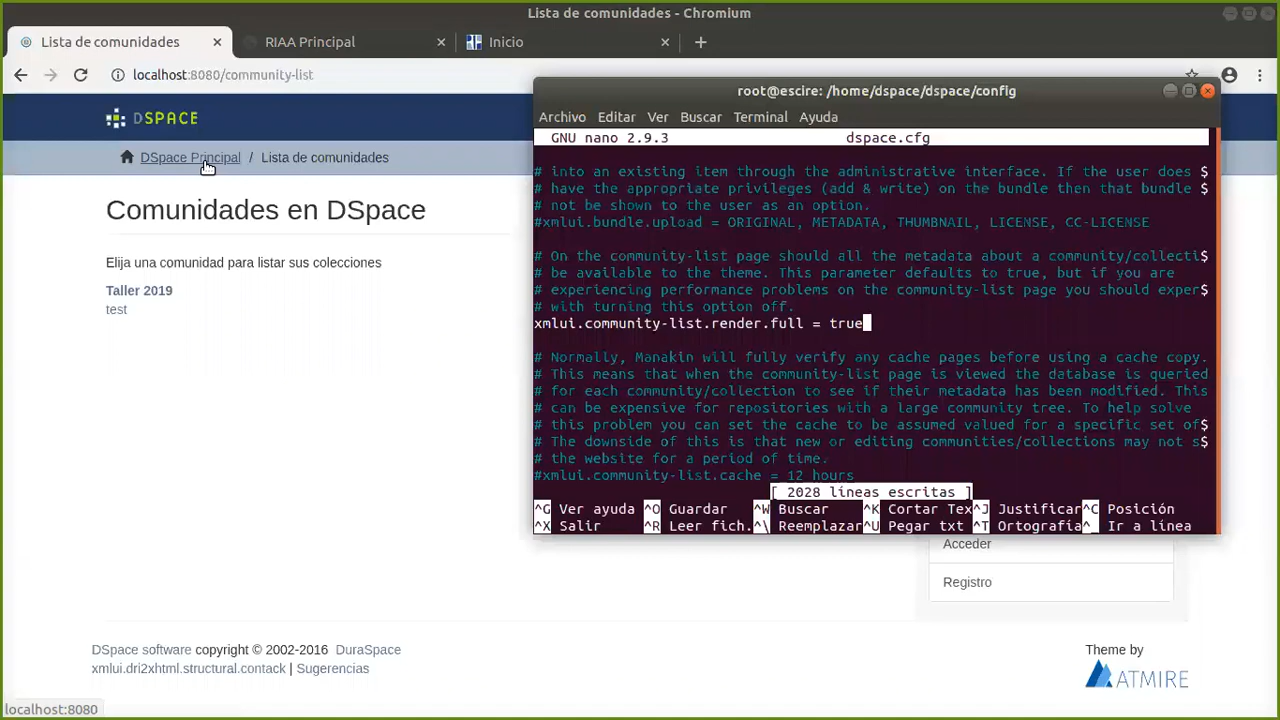 Lista de comunidades - Chromium
Lista de comunidades
RIAA Principal
Inicio
localhost:8080/community-list
DSPACE
DSpace Principal / Lista de comunidades
Comunidades en DSpace
Elija una comunidad para listar sus colecciones
Taller 2019
test
root@escire: /home/dspace/dspace/config
Archivo Editar Ver Buscar Terminal Ayuda
GNU nano 2.9.3 dspace.cfg
# into an existing item through the administrative interface. If the user does $
# have the appropriate privileges (add & write) on the bundle then that bundle $
# not be shown to the user as an option.
#xmlui.bundle.upload = ORIGINAL, METADATA, THUMBNAIL, LICENSE, CC-LICENSE
# On the community-list page should all the metadata about a community/collecti$
# be available to the theme. This parameter defaults to true, but if you are
# experiencing performance problems on the community-list page you should exper$
# with turning this option off.
xmlui.community-list.render.full = true
# Normally, Manakin will fully verify any cache pages before using a cache copy.
# This means that when the community-list page is viewed the database is queried
# for each community/collection to see if their metadata has been modified. This
# can be expensive for repositories with a large community tree. To help solve
# this problem you can set the cache to be assumed valued for a specific set of$
# The downside of this is that new or editing communities/collections may not s$
# the website for a period of time.
#xmlui.community-list.cache = 12 hours
[ 2028 líneas escritas ]
^G Ver ayuda ^O Guardar ^W Buscar ^K Cortar Tex^J Justificar^C Posición
^X Salir ^R Leer fich.^\ Reemplazar^U Pegar txt ^T Ortografía^_ Ir a línea
Acceder
Registro
DSpace software copyright © 2002-2016 DuraSpace
xmlui.dri2xhtml.structural.contack | Sugerencias
Theme by
ATMIRE
localhost:8080